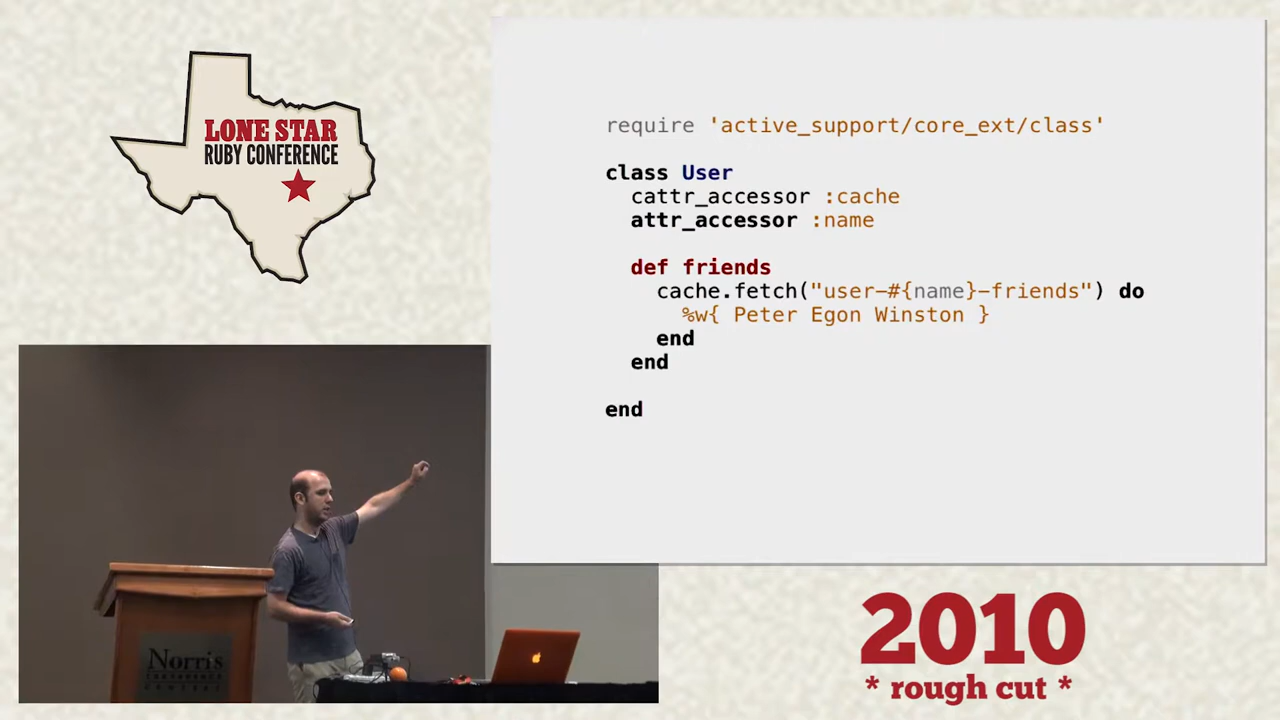 LONE STAR
RUBY CONFERENCE
require 'active_support/core_ext/class'
class User
  cattr_accessor :cache
  attr_accessor :name
  def friends
    cache.fetch("user-#{name}-friends") do
      %w{ Peter Egon Winston }
    end
  end
end
Norris
2010
* rough cut *